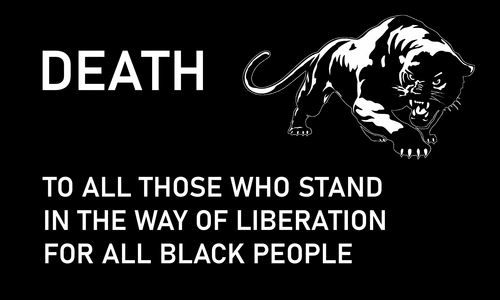 DEATH
TO ALL THOSE WHO STAND
IN THE WAY OF LIBERATION
FOR ALL BLACK PEOPLE